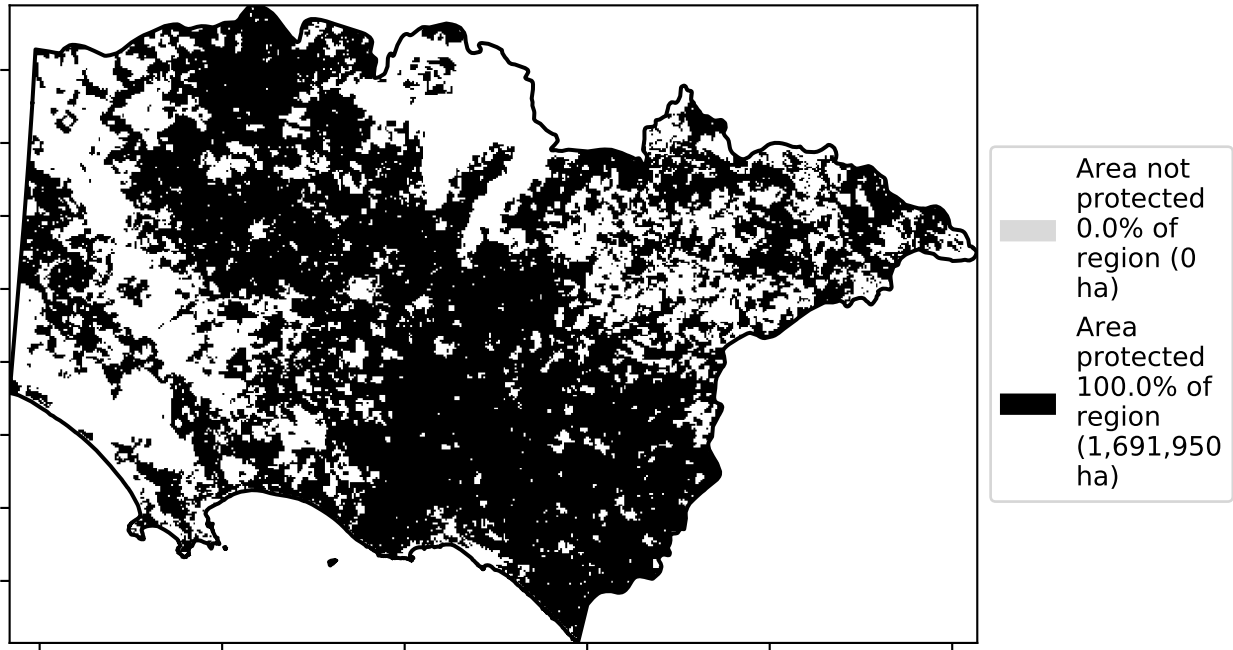 Area not
protected
0.0% of
region (0
ha)
Area
protected
100.0% of
region
(1,691,950
ha)